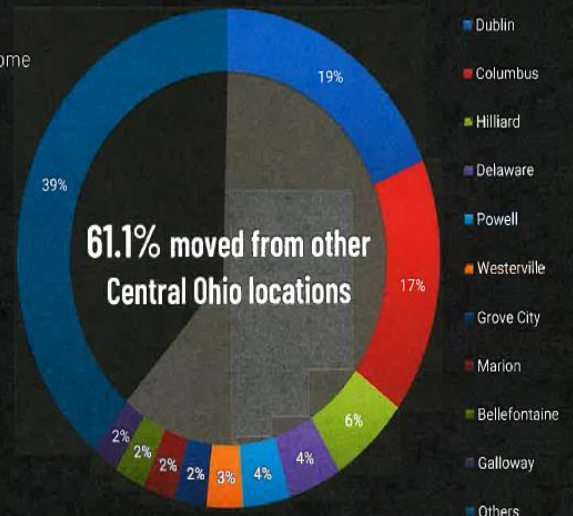 ome
19%
17%
6%
4%
4%
3%
2%
2%
2%
2%
39%
61.1% moved from other
Central Ohio locations
Dublin
Columbus
Hilliard
Delaware
Powell
Westerville
Grove City
Marion
Bellefontaine
Galloway
Others